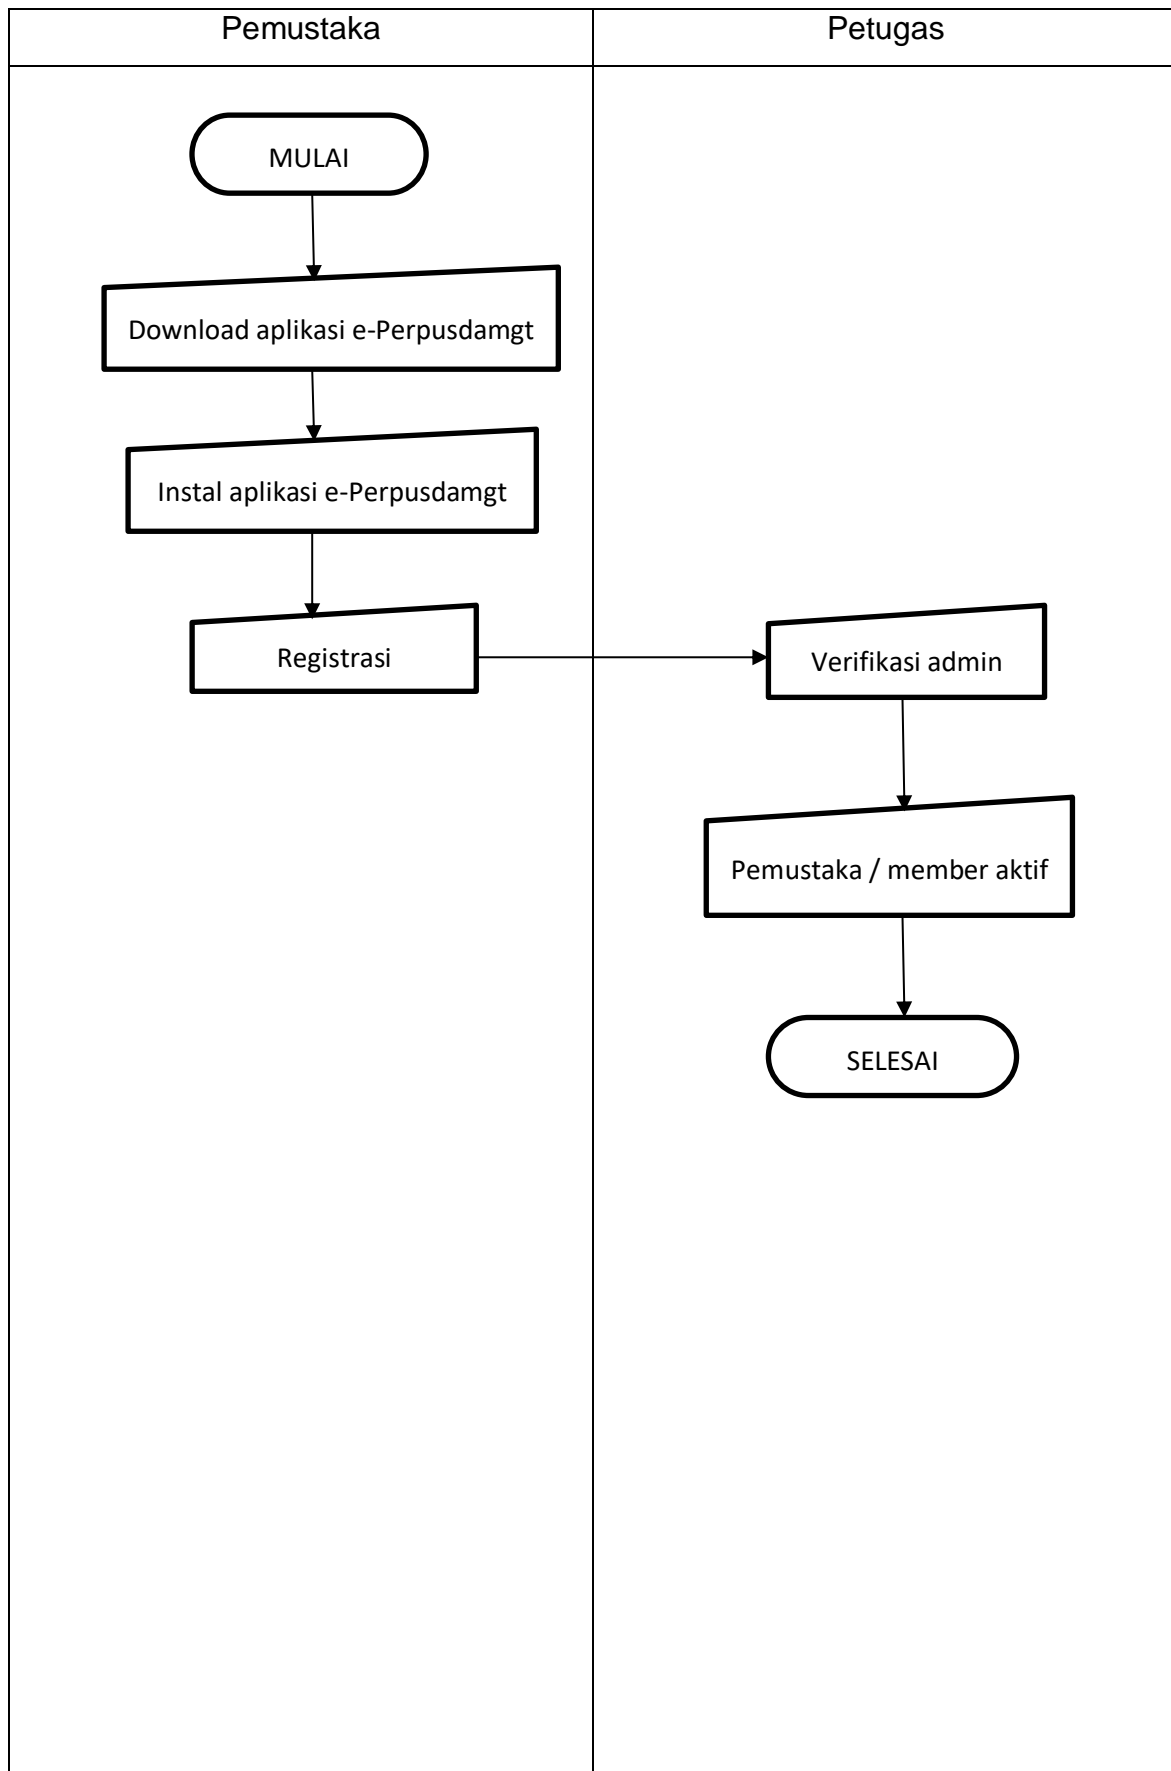 Pemustaka
Petugas
MULAI
Download aplikasi e-Perpusdamgt
Instal aplikasi e-Perpusdamgt
Registrasi
Verifikasi admin
Pemustaka / member aktif
SELESAI